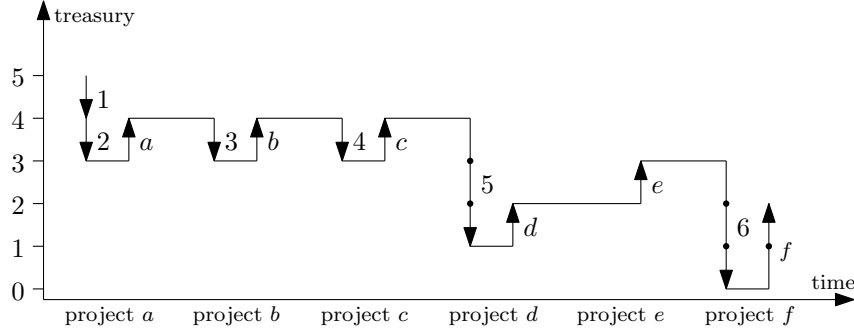 treasury
5
1
4
2
a
3
b
4
c
3
5
2
d
e
1
6
f
0
time
project a
project b
project c
project d
project e
project f